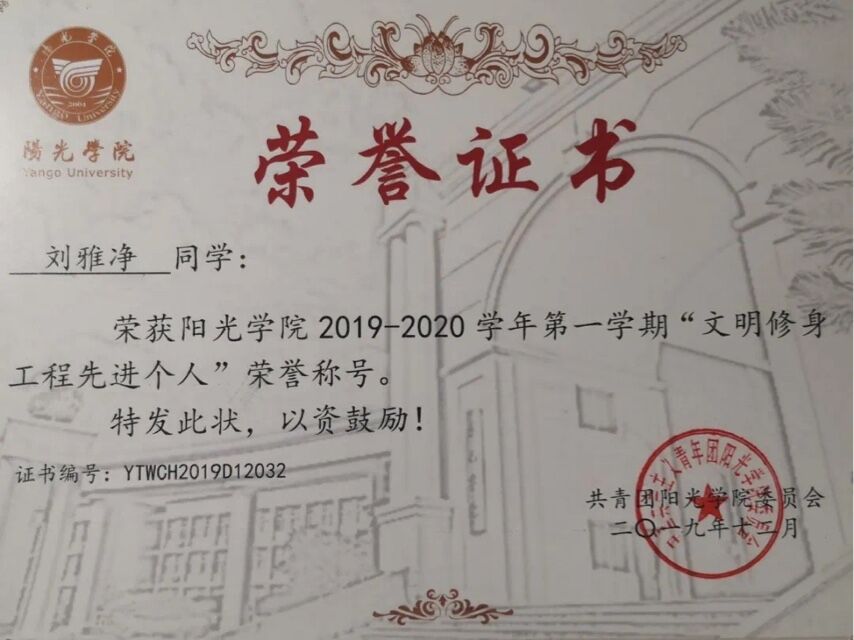 陽光學院
Yango University
荣誉证书
刘雅净 同学：
荣获阳光学院 2019-2020 学年第一学期“文明修身
工程先进个人”荣誉称号。
特发此状，以资鼓励！
证书编号：YTWCH2019D12032
共青团阳光学院委员会
二〇一九年十二月